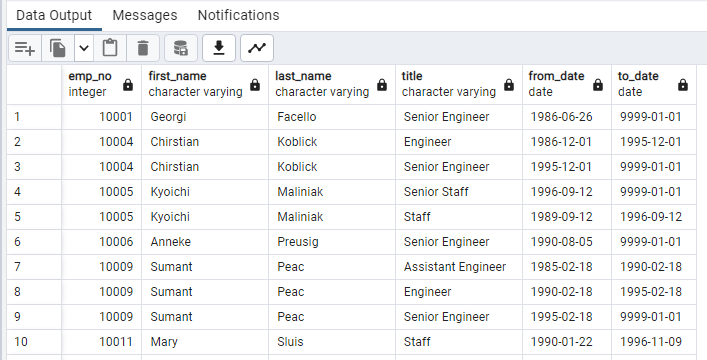 Data Output Messages Notifications
emp_no first_name last_name title from_date to_date
integer character varying character varying character varying date date
1 10001 Georgi Facello Senior Engineer 1986-06-26 9999-01-01
2 10004 Chirstian Koblick Engineer 1986-12-01 1995-12-01
3 10004 Chirstian Koblick Senior Engineer 1995-12-01 9999-01-01
4 10005 Kyoichi Maliniak Senior Staff 1996-09-12 9999-01-01
5 10005 Kyoichi Maliniak Staff 1989-09-12 1996-09-12
6 10006 Anneke Preusig Senior Engineer 1990-08-05 9999-01-01
7 10009 Sumant Peac Assistant Engineer 1985-02-18 1990-02-18
8 10009 Sumant Peac Engineer 1990-02-18 1995-02-18
9 10009 Sumant Peac Senior Engineer 1995-02-18 9999-01-01
10 10011 Mary Sluis Staff 1990-01-22 1996-11-09